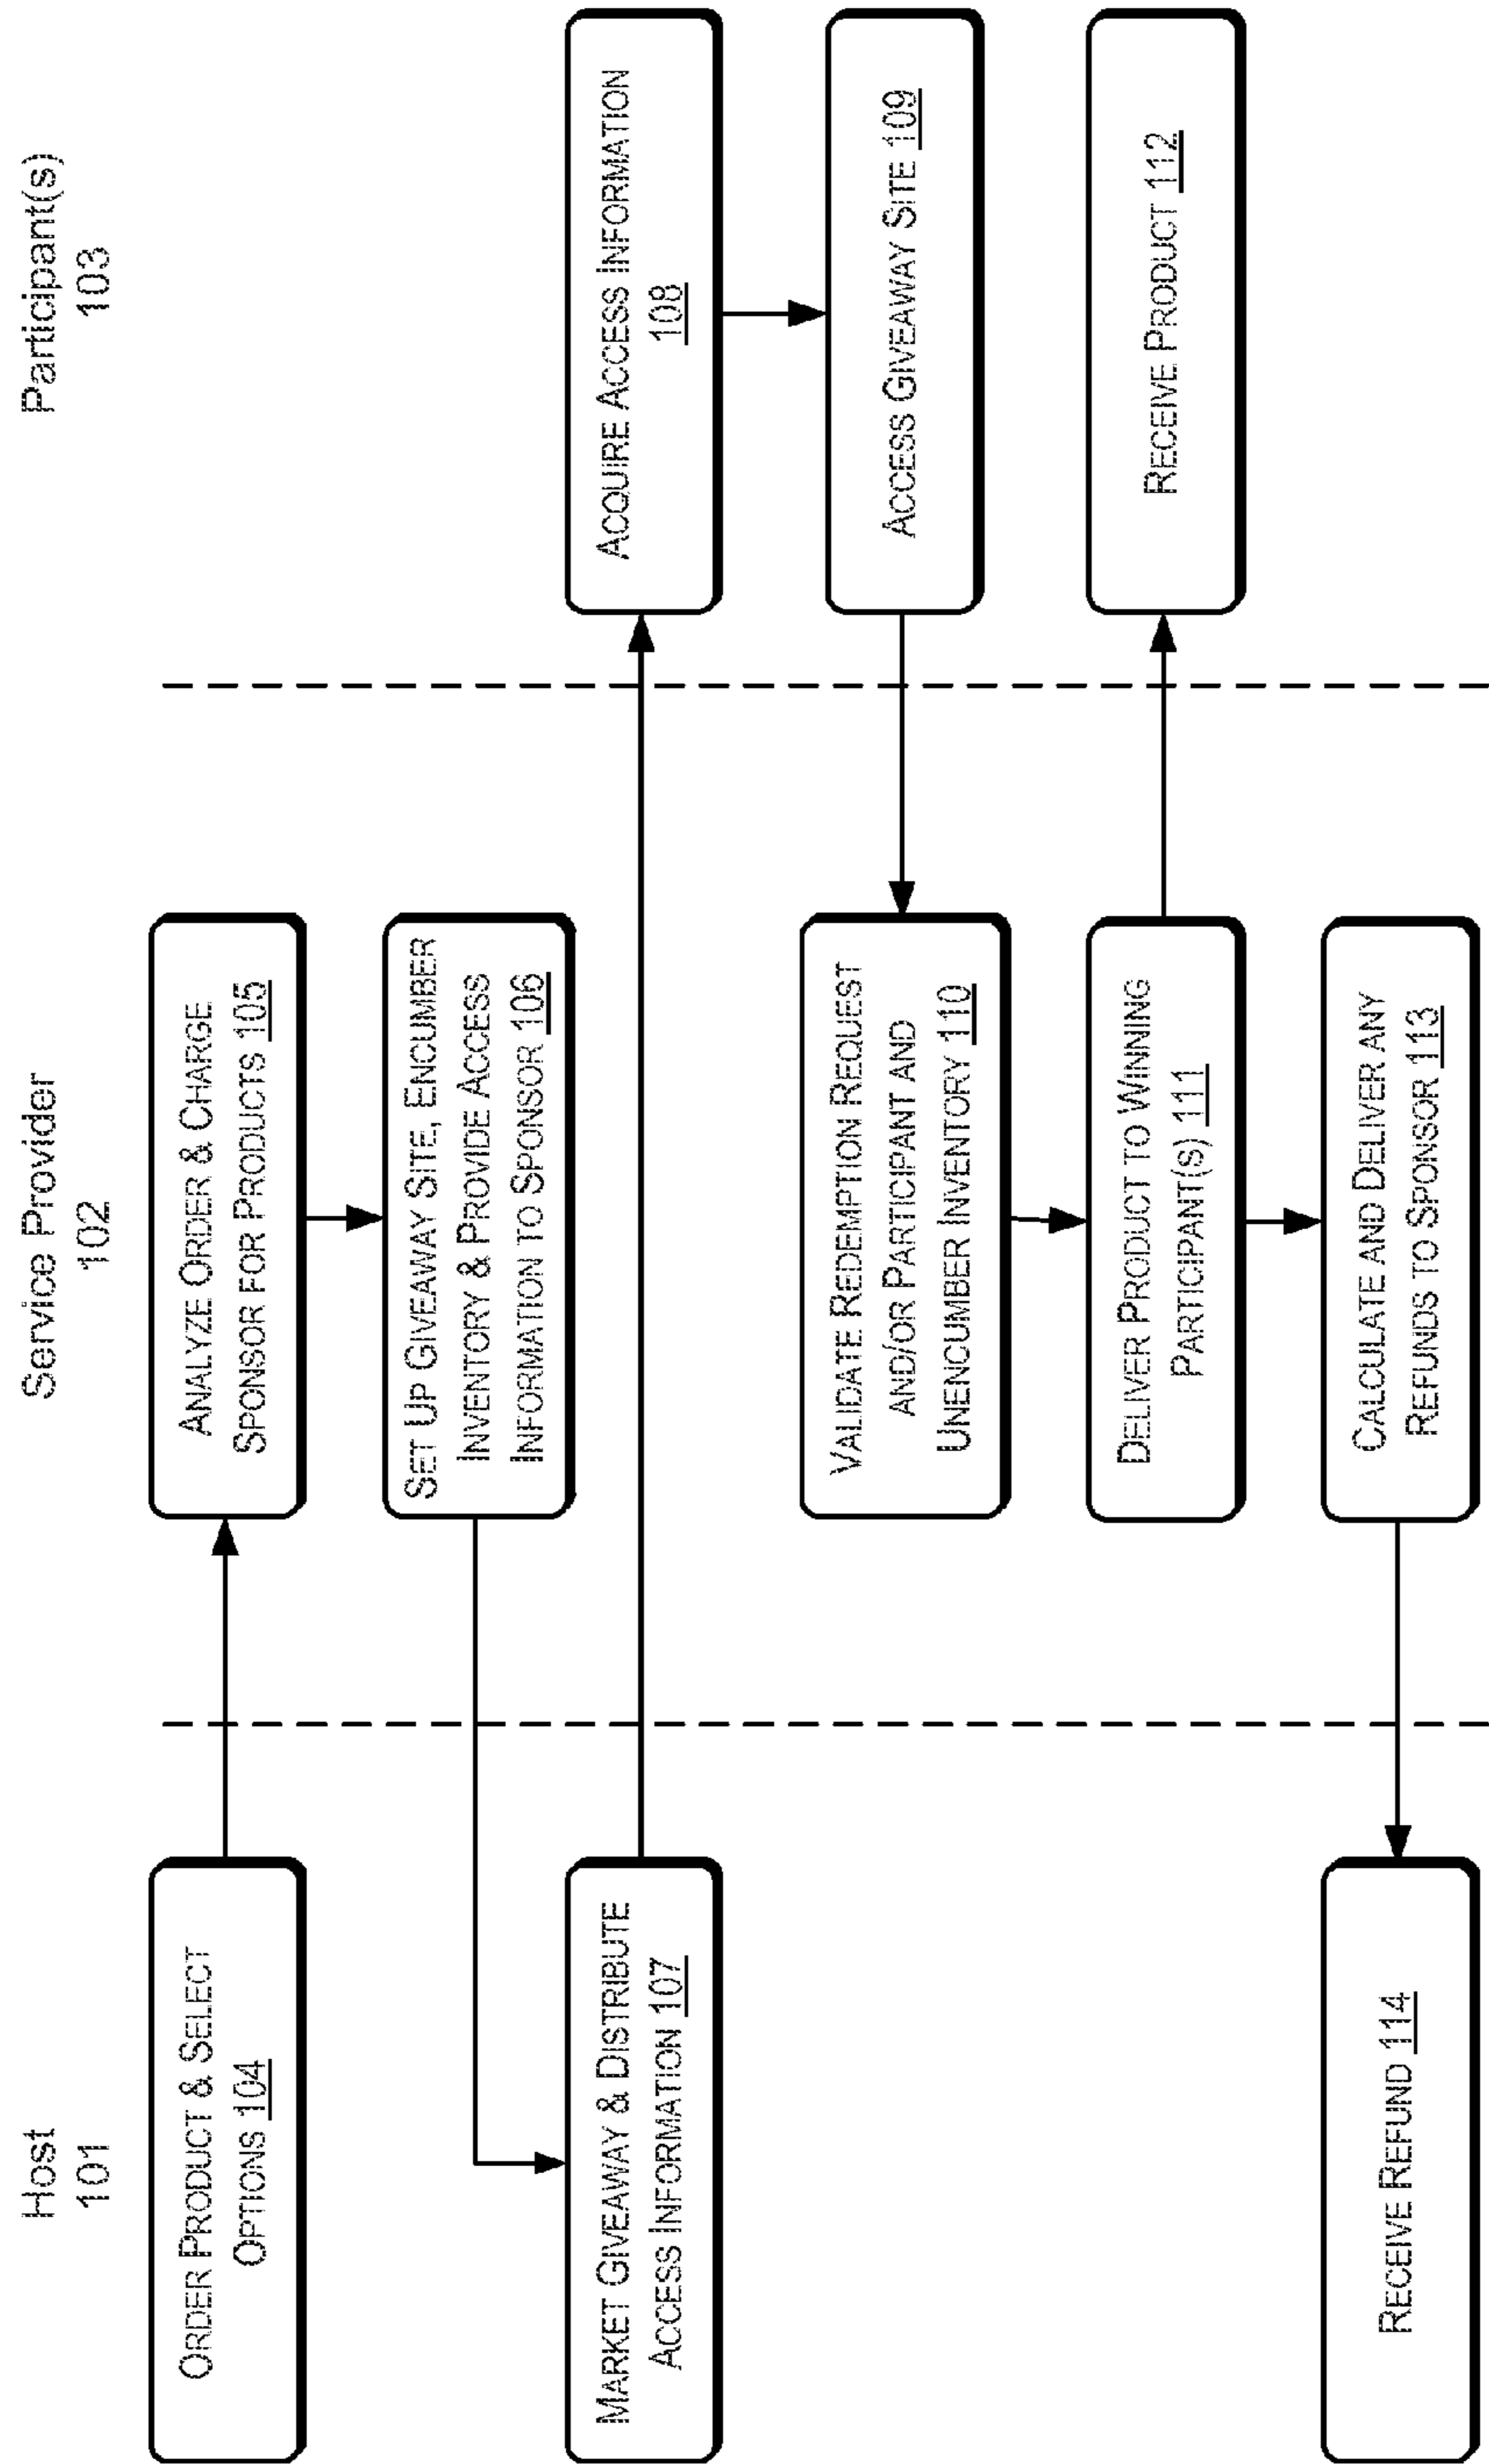 Host
101
Service Provider
102
Participant(s)
103
ORDER PRODUCT & SELECT
OPTIONS 104
ANALYZE ORDER & CHARGE
SPONSOR FOR PRODUCTS 105
SET UP GIVEAWAY SITE, ENCUMBER
INVENTORY & PROVIDE ACCESS
INFORMATION TO SPONSOR 106
MARKET GIVEAWAY & DISTRIBUTE
ACCESS INFORMATION 107
ACQUIRE ACCESS INFORMATION
108
ACCESS GIVEAWAY SITE 109
VALIDATE REDEMPTION REQUEST
AND/OR PARTICIPANT AND
UNENCUMBER INVENTORY 110
DELIVER PRODUCT TO WINNING
PARTICIPANT(S) 111
RECEIVE PRODUCT 112
CALCULATE AND DELIVER ANY
REFUNDS TO SPONSOR 113
RECEIVE REFUND 114